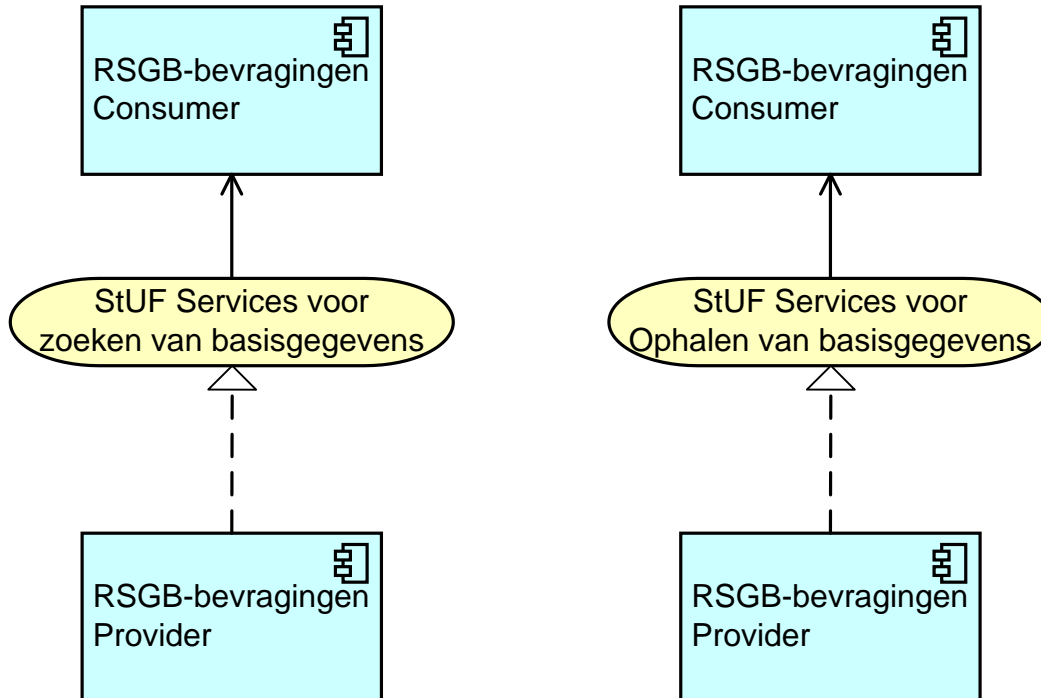 RSGB-bevragingen
Consumer
RSGB-bevragingen
Consumer
StUF Services voor
zoeken van basisgegevens
StUF Services voor
Ophalen van basisgegevens
RSGB-bevragingen
Provider
RSGB-bevragingen
Provider